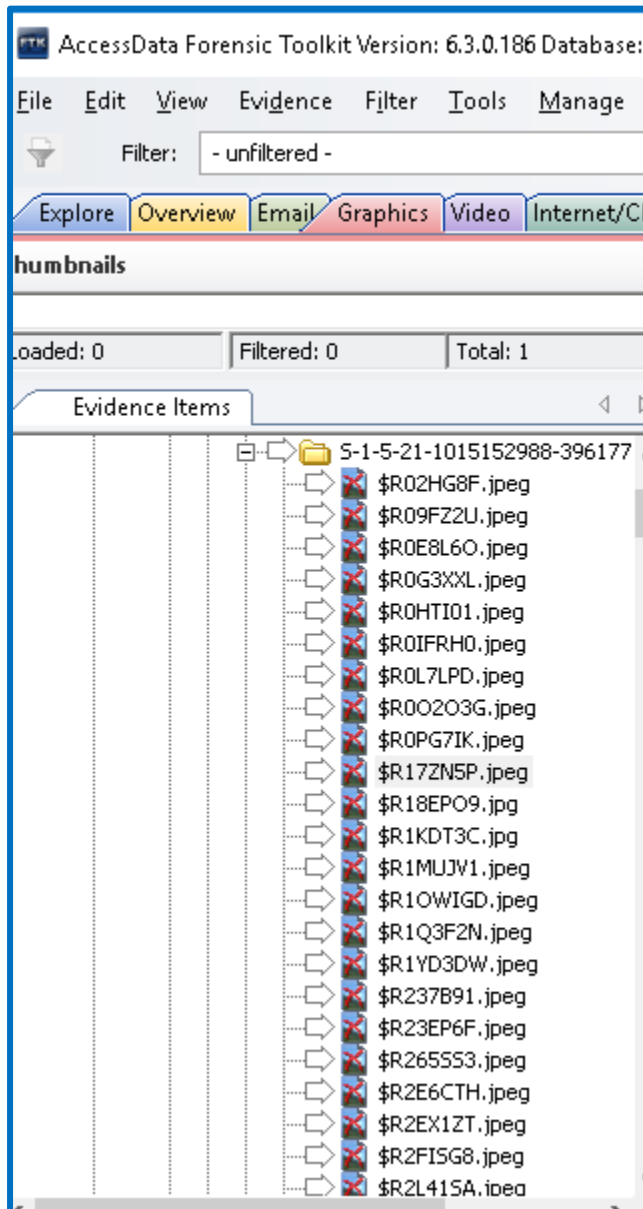 FTK AccessData Forensic Toolkit Version: 6.3.0.186 Database:
File Edit View Evidence Filter Tools Manage
Filter: - unfiltered -
Explore Overview Email Graphics Video Internet/C
humbnails
oaded: 0 Filtered: 0 Total: 1
Evidence Items
S-1-5-21-1015152988-396177
$R02HG8F.jpeg
$R09FZ2U.jpeg
$R0E8L6O.jpeg
$R0G3XXL.jpeg
$R0HTI01.jpeg
$R0IFRH0.jpeg
$R0L7LPD.jpeg
$R0O2O3G.jpeg
$R0PG7IK.jpeg
$R17ZN5P.jpeg
$R18EPO9.jpg
$R1KDT3C.jpg
$R1MUJV1.jpeg
$R1OWIGD.jpeg
$R1Q3F2N.jpeg
$R1YD3DW.jpeg
$R237B91.jpeg
$R23EP6F.jpeg
$R265SS3.jpeg
$R2E6CTH.jpeg
$R2EX1ZT.jpeg
$R2FISG8.jpeg
$R2L41SA.jpeg